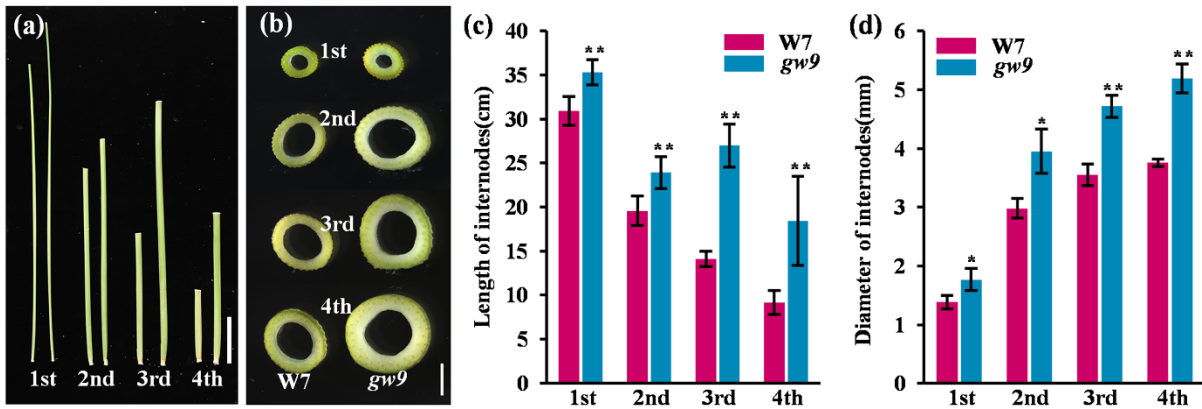 (a)
1st 2nd 3rd 4th
(b)
1st
2nd
3rd
4th
W7 gw9
(c)
W7
gw9
**
**
**
**
Length of internodes(cm)
40
35
30
25
20
15
10
5
0
1st 2nd 3rd 4th
(d)
W7
gw9
*
*
**
**
Diameter of internodes(mm)
6
5
4
3
2
1
0
1st 2nd 3rd 4th